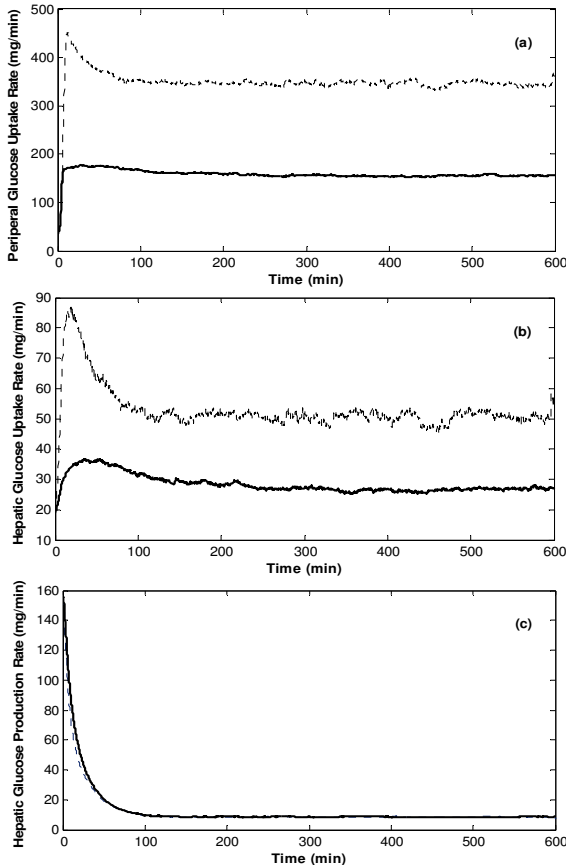 Periperal Glucose Uptake Rate (mg/min)
500
400
300
200
100
0
(a)
0 100 200 300 400 500 600
Time (min)
Hepatic Glucose Uptake Rate (mg/min)
90
80
70
60
50
40
30
20
10
(b)
0 100 200 300 400 500 600
Time (min)
Hepatic Glucose Production Rate (mg/min)
160
140
120
100
80
60
40
20
0
(c)
0 100 200 300 400 500 600
Time (min)